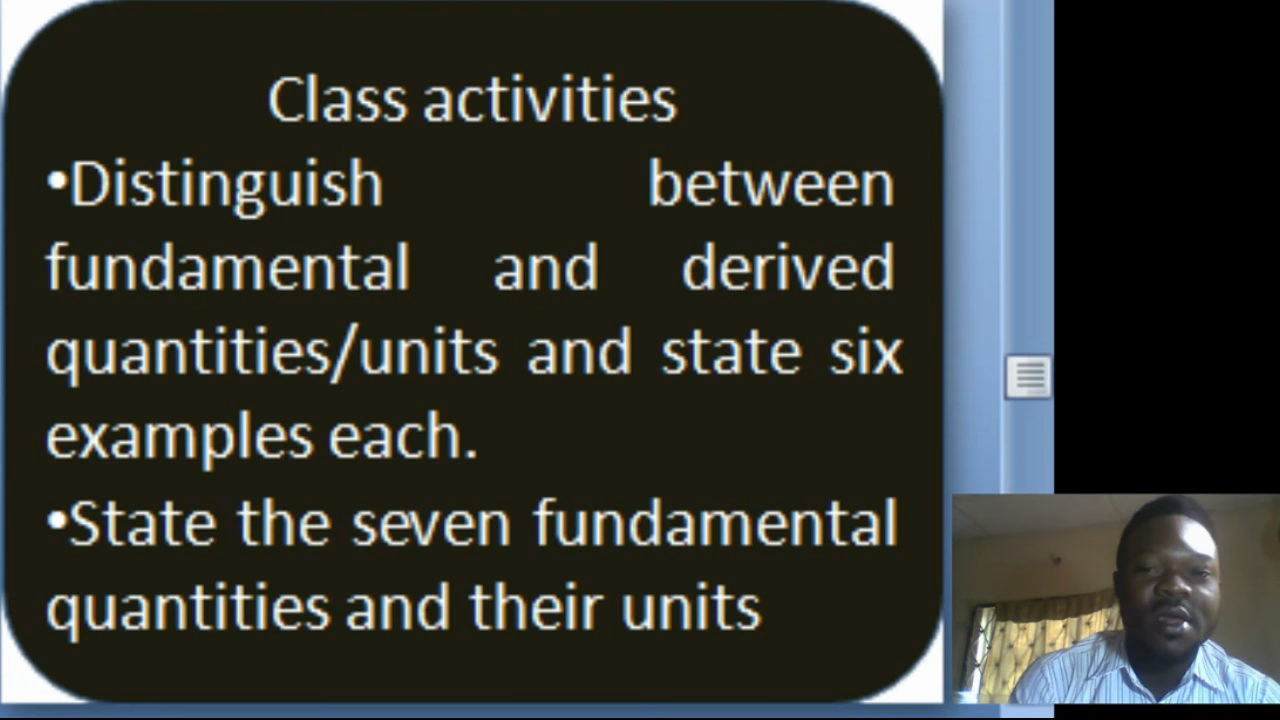 Class activities
•Distinguish between
fundamental and derived
quantities/units and state six
examples each.
•State the seven fundamental
quantities and their units